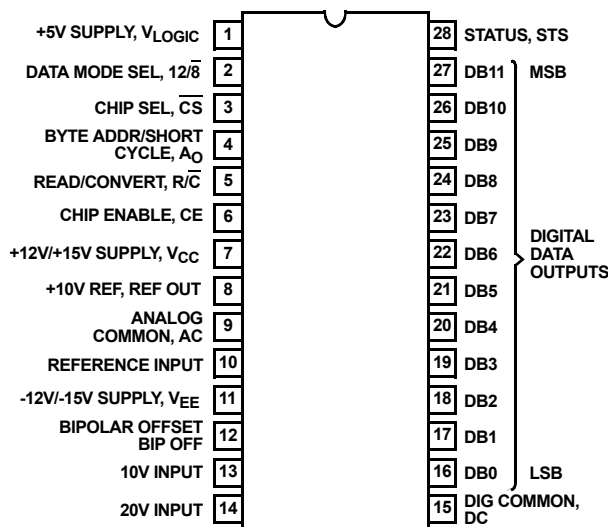 +5V SUPPLY, VLOGIC 1
DATA MODE SEL, 12/8̅ 2
CHIP SEL, C̅S̅ 3
BYTE ADDR/SHORT
CYCLE, AO 4
READ/CONVERT, R/C̅ 5
CHIP ENABLE, CE 6
+12V/+15V SUPPLY, VCC 7
+10V REF, REF OUT 8
ANALOG
COMMON, AC 9
REFERENCE INPUT 10
-12V/-15V SUPPLY, VEE 11
BIPOLAR OFFSET
BIP OFF 12
10V INPUT 13
20V INPUT 14
28 STATUS, STS
27 DB11 MSB
26 DB10
25 DB9
24 DB8
23 DB7
22 DB6
21 DB5
20 DB4
19 DB3
18 DB2
17 DB1
16 DB0 LSB
15 DIG COMMON,
DC
DIGITAL
DATA
OUTPUTS